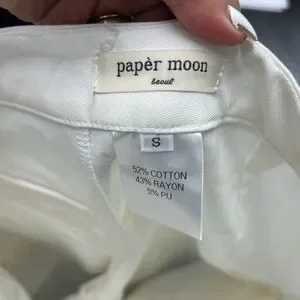 papèr moon
seoul
S
52% COTTON
43% RAYON
5% PU